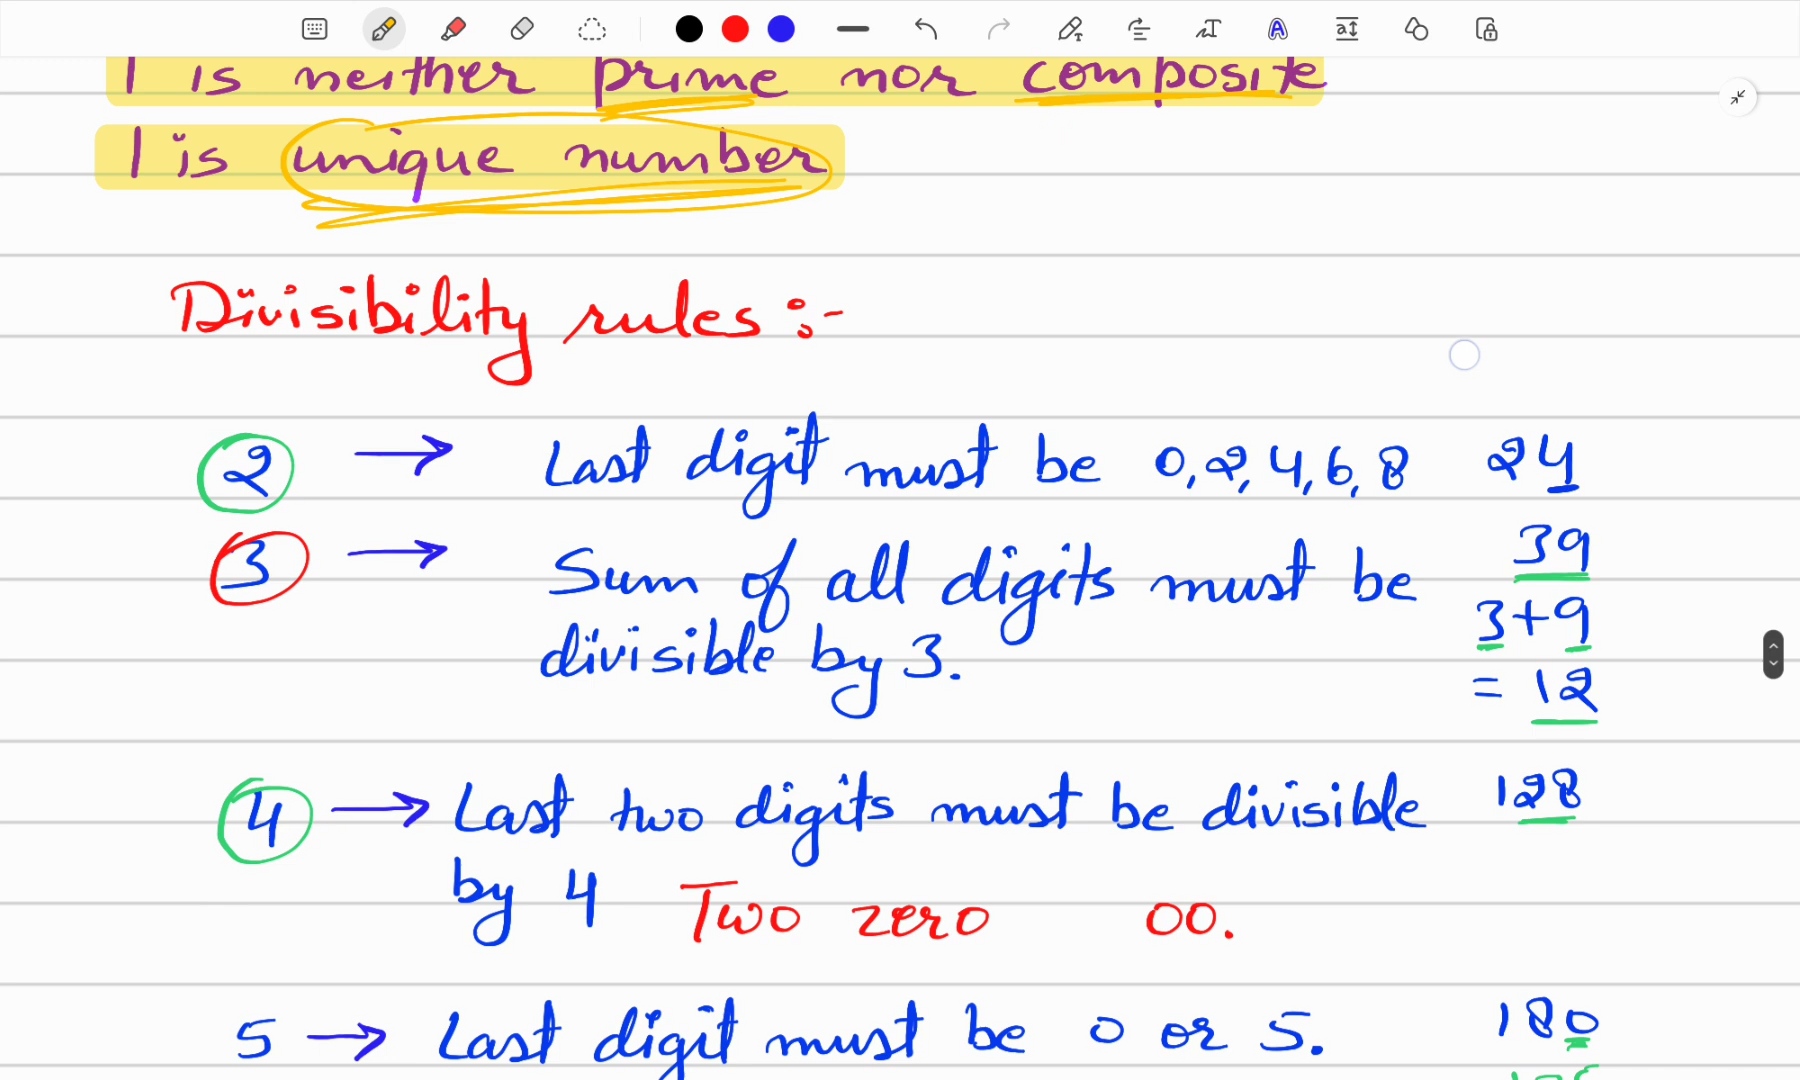 1 is neither prime nor composite
1 is unique number
Divisibility rules :-
2 → Last digit must be 0, 2, 4, 6, 8 24
3 → Sum of all digits must be 39
divisible by 3. 3+9
= 12
4 → Last two digits must be divisible 128
by 4 Two zero 00.
5 → Last digit must be 0 or 5. 180